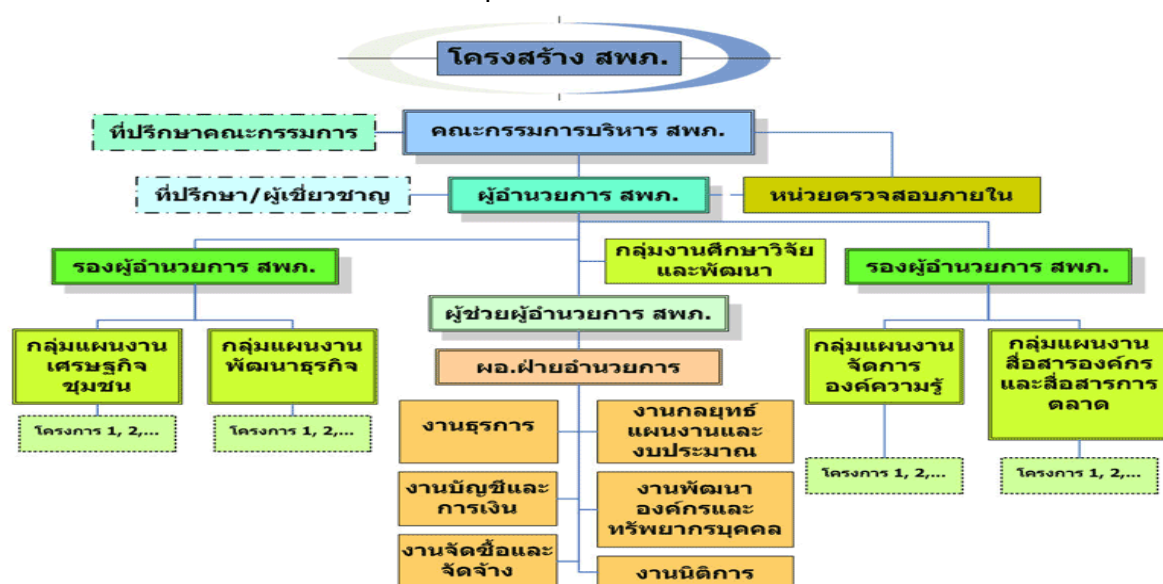 โครงสร้าง สพภ.
ที่ปรึกษาคณะกรรมการ
คณะกรรมการบริหาร สพภ.
ที่ปรึกษา/ผู้เชี่ยวชาญ
ผู้อำนวยการ สพภ.
หน่วยตรวจสอบภายใน
รองผู้อำนวยการ สพภ.
กลุ่มงานศึกษาวิจัย
และพัฒนา
รองผู้อำนวยการ สพภ.
ผู้ช่วยผู้อำนวยการ สพภ.
กลุ่มแผนงาน
เศรษฐกิจ
ชุมชน
กลุ่มแผนงาน
พัฒนาธุรกิจ
ผอ.ฝ่ายอำนวยการ
กลุ่มแผนงาน
จัดการ
องค์ความรู้
กลุ่มแผนงาน
สื่อสารองค์กร
และสื่อสารการ
ตลาด
โครงการ 1, 2,...
โครงการ 1, 2,...
งานธุรการ
งานกลยุทธ์
แผนงานและ
งบประมาณ
โครงการ 1, 2,...
โครงการ 1, 2,...
งานบัญชีและ
การเงิน
งานพัฒนา
องค์กรและ
ทรัพยากรบุคคล
งานจัดซื้อและ
จัดจ้าง
งานนิติการ